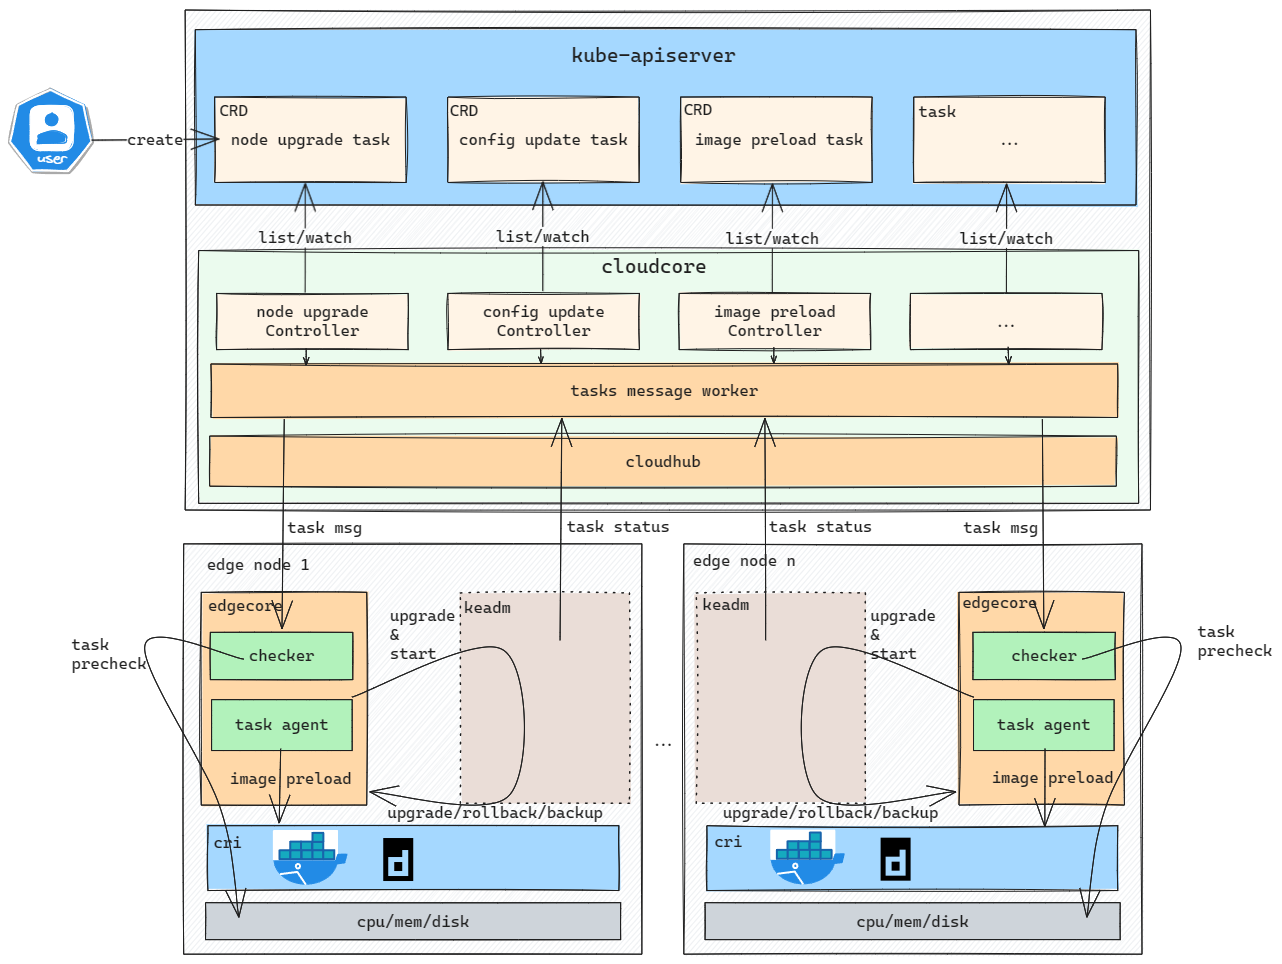 kube-apiserver
CRD
node upgrade task
CRD
config update task
CRD
image preload task
task
...
user
create
list/watch
list/watch
list/watch
list/watch
cloudcore
node upgrade
Controller
config update
Controller
image preload
Controller
...
tasks message worker
cloudhub
task msg
task status
task status
task msg
edge node 1
edgecore
checker
task agent
image preload
upgrade
&
start
keadm
upgrade/rollback/backup
task
precheck
cri
cpu/mem/disk
...
edge node n
keadm
upgrade
&
start
edgecore
checker
task agent
image preload
upgrade/rollback/backup
task
precheck
cri
d
d
cpu/mem/disk